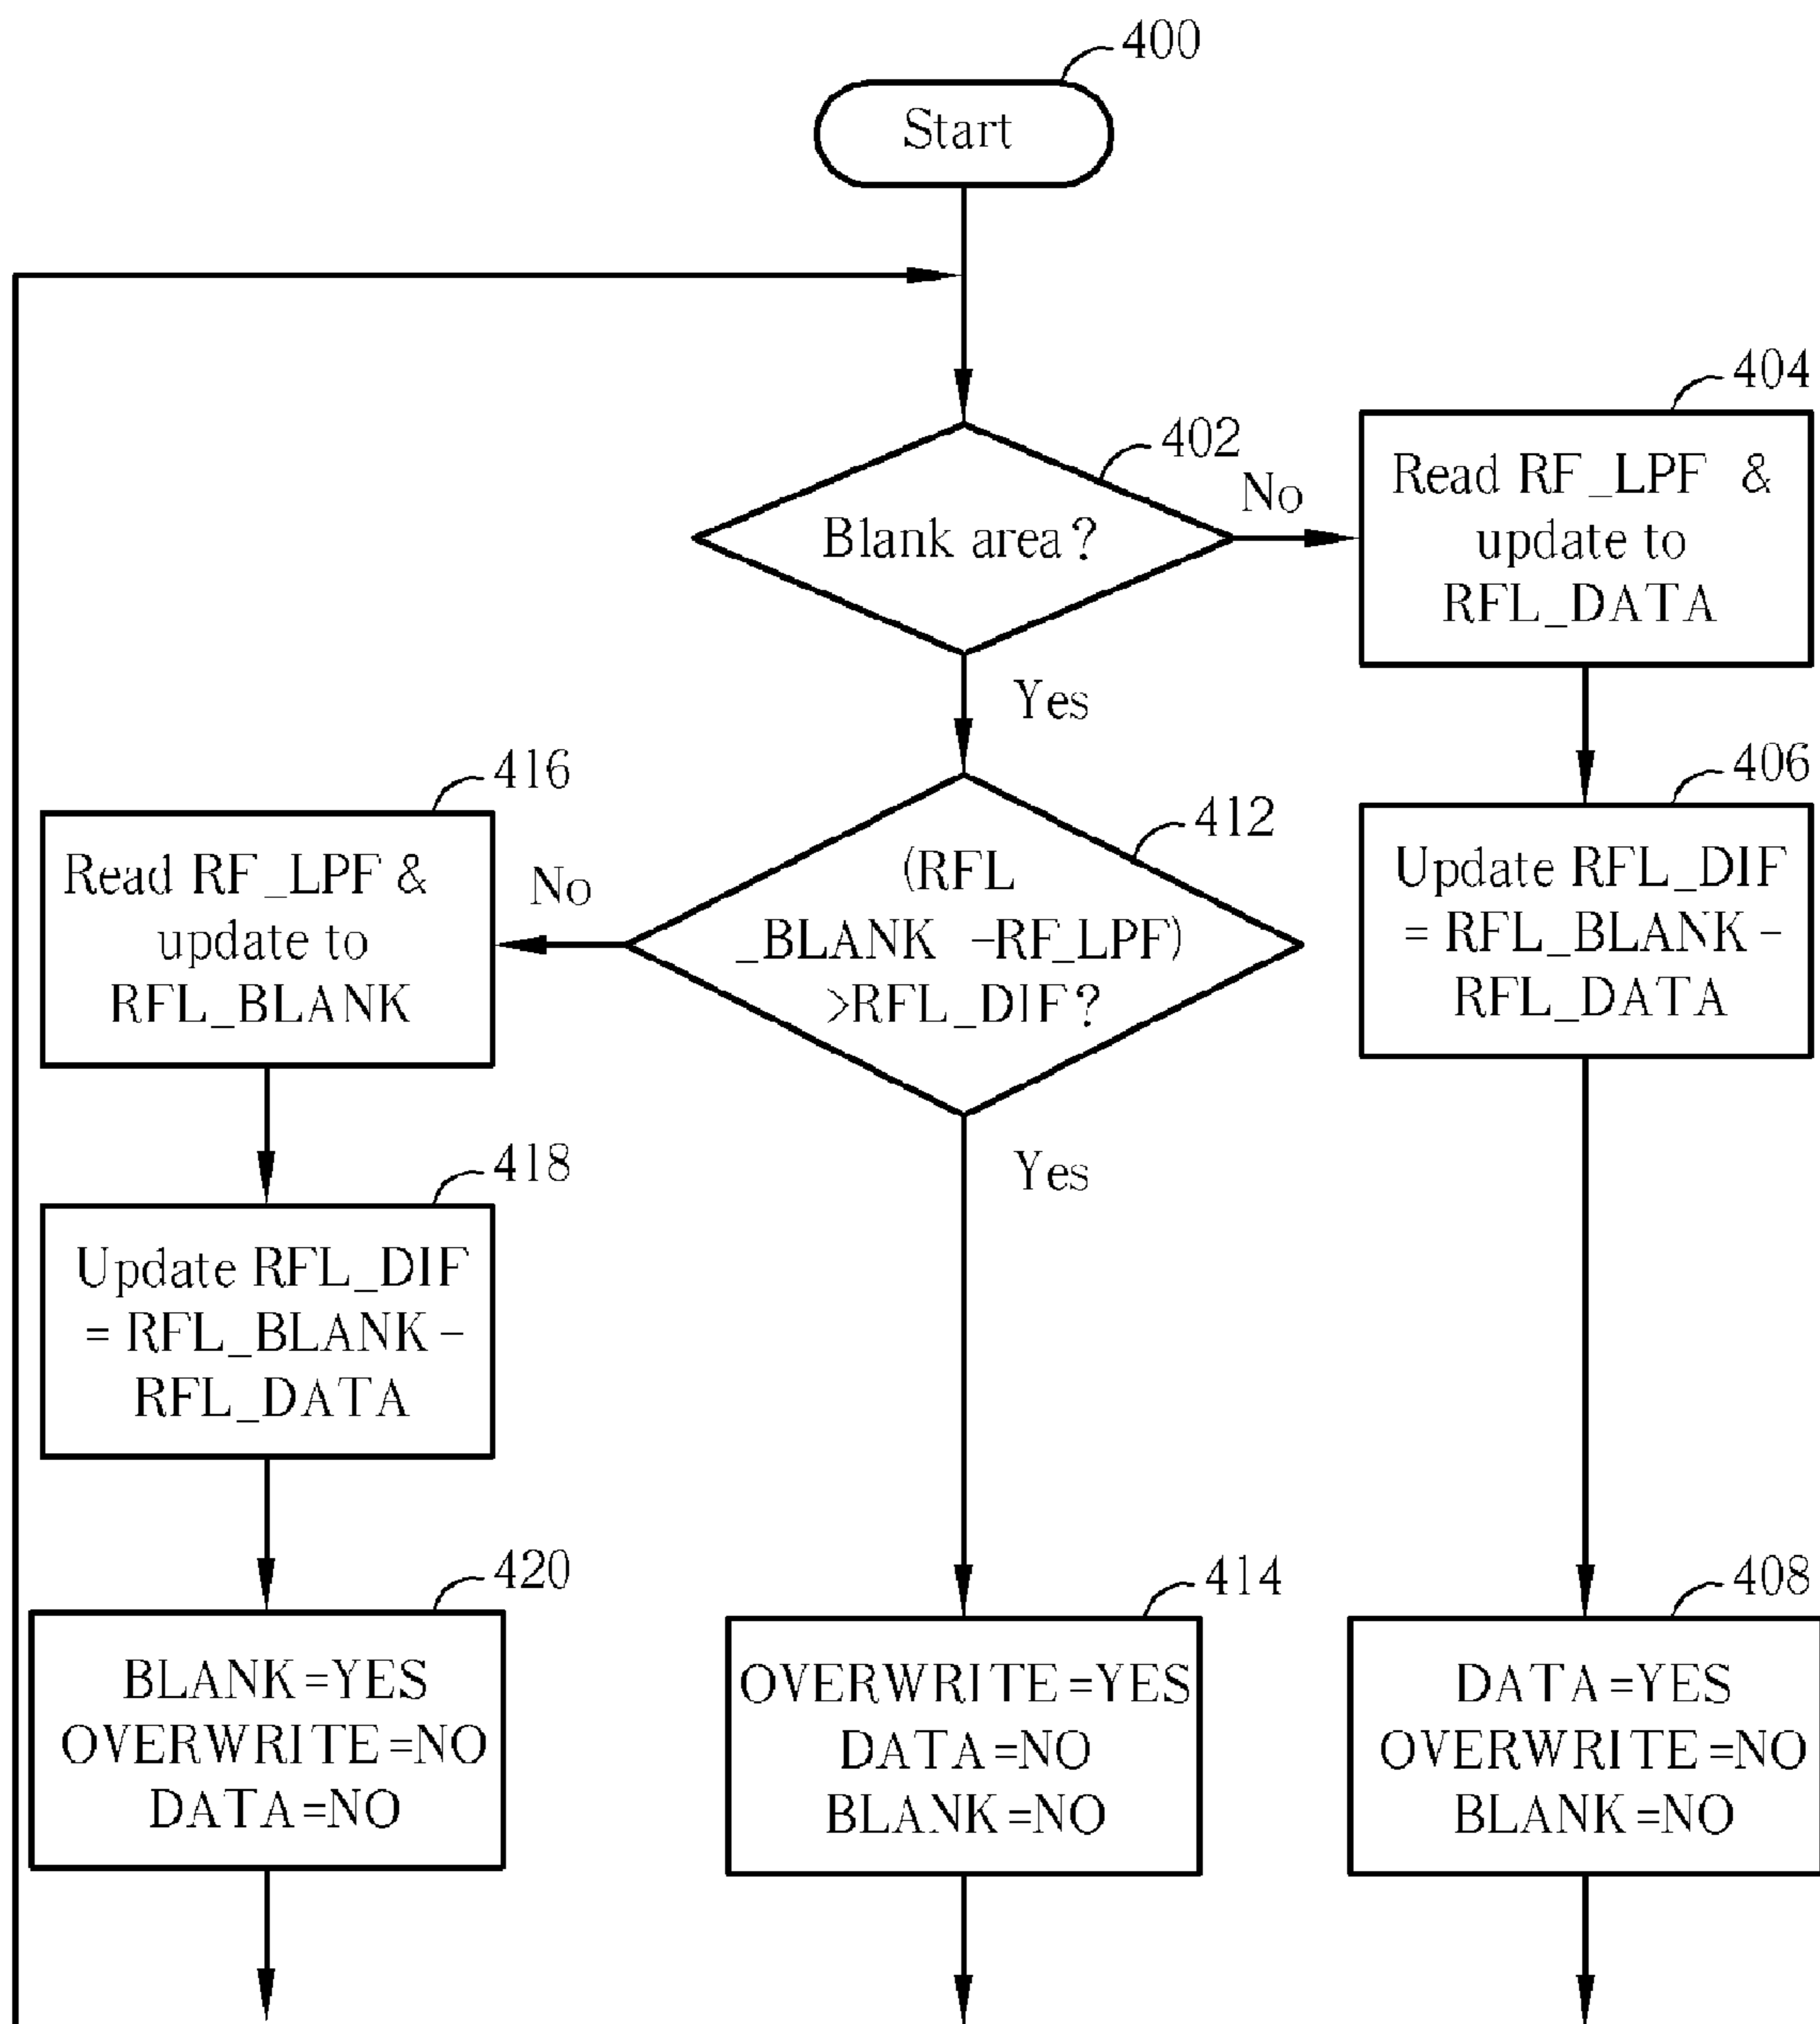 400
Start
402
Blank area?
No
Yes
404
Read RF_LPF &
update to
RFL_DATA
406
Update RFL_DIF
= RFL_BLANK -
RFL_DATA
412
(RFL
_BLANK -RF_LPF)
>RFL_DIF?
No
Yes
416
Read RF_LPF &
update to
RFL_BLANK
418
Update RFL_DIF
= RFL_BLANK -
RFL_DATA
420
BLANK=YES
OVERWRITE=NO
DATA=NO
414
OVERWRITE=YES
DATA=NO
BLANK=NO
408
DATA=YES
OVERWRITE=NO
BLANK=NO